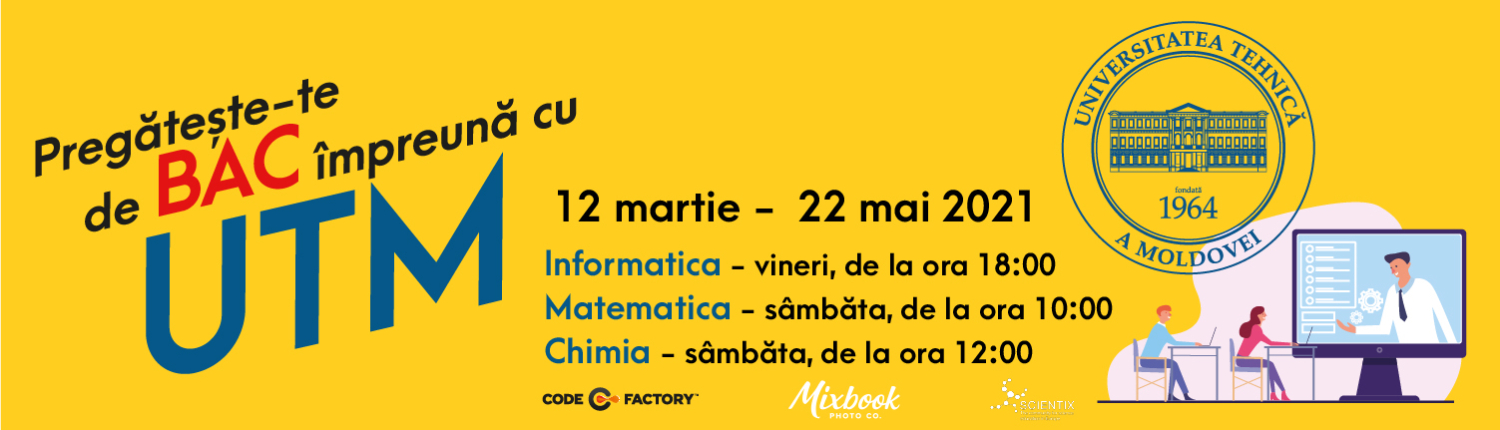 Pregătește-te
de BAC împreună cu
UTM
12 martie - 22 mai 2021
Informatica - vineri, de la ora 18:00
Matematica - sâmbăta, de la ora 10:00
Chimia - sâmbăta, de la ora 12:00
CODE FACTORY™
Mixbook
PHOTO CO.
SCIENTIX
UNIVERSITATEA TEHNICĂ
fondată
1964
A MOLDOVEI